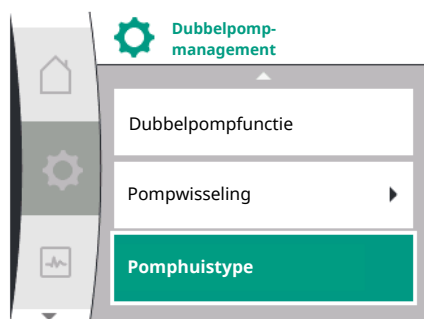 Dubbelpomp-
management
Dubbelpompfunctie
Pompwisseling
Pomphuistype